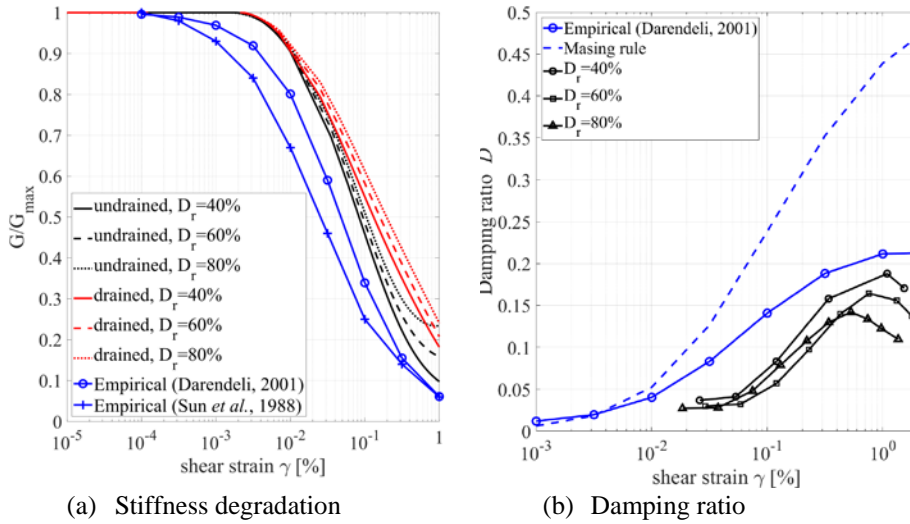 1
0.9
0.8
0.7
0.6
0.5
0.4
0.3
0.2
0.1
0
G/G_max
undrained, D_r=40%
undrained, D_r=60%
undrained, D_r=80%
drained, D_r=40%
drained, D_r=60%
drained, D_r=80%
Empirical (Darendeli, 2001)
Empirical (Sun et al., 1988)
10^-5 10^-4 10^-3 10^-2 10^-1 1
shear strain γ [%]
(a) Stiffness degradation
0.5
0.45
0.4
0.35
0.3
0.25
0.2
0.15
0.1
0.05
0
Damping ratio D
Empirical (Darendeli, 2001)
Masing rule
D_r=40%
D_r=60%
D_r=80%
10^-3 10^-2 10^-1 10^0
shear strain γ [%]
(b) Damping ratio